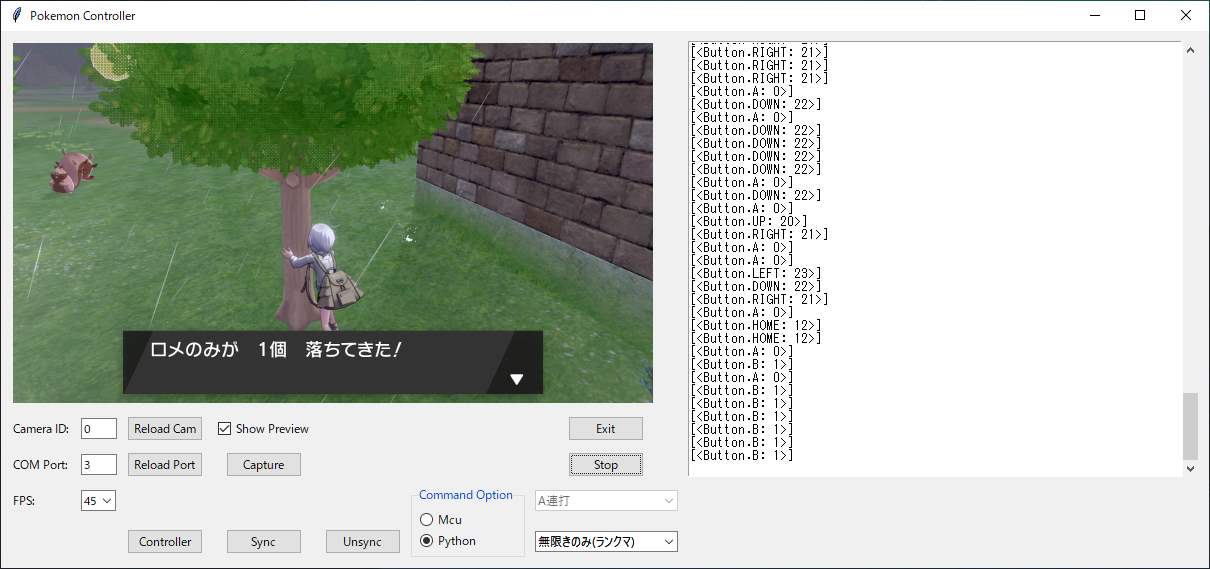 Pokemon Controller
ロメのみが 1個 落ちてきた!
Camera ID:
0
Reload Cam
Show Preview
Exit
COM Port:
3
Reload Port
Capture
Stop
FPS:
45
Command Option
Mcu
Python
A連打
無限きのみ(ランクマ)
Controller
Sync
Unsync
[<Button.RIGHT: 21>]
[<Button.RIGHT: 21>]
[<Button.RIGHT: 21>]
[<Button.A: 0>]
[<Button.DOWN: 22>]
[<Button.A: 0>]
[<Button.DOWN: 22>]
[<Button.DOWN: 22>]
[<Button.DOWN: 22>]
[<Button.DOWN: 22>]
[<Button.A: 0>]
[<Button.DOWN: 22>]
[<Button.A: 0>]
[<Button.UP: 20>]
[<Button.RIGHT: 21>]
[<Button.A: 0>]
[<Button.A: 0>]
[<Button.LEFT: 23>]
[<Button.DOWN: 22>]
[<Button.RIGHT: 21>]
[<Button.A: 0>]
[<Button.HOME: 12>]
[<Button.HOME: 12>]
[<Button.A: 0>]
[<Button.B: 1>]
[<Button.A: 0>]
[<Button.B: 1>]
[<Button.B: 1>]
[<Button.B: 1>]
[<Button.B: 1>]
[<Button.B: 1>]
[<Button.B: 1>]